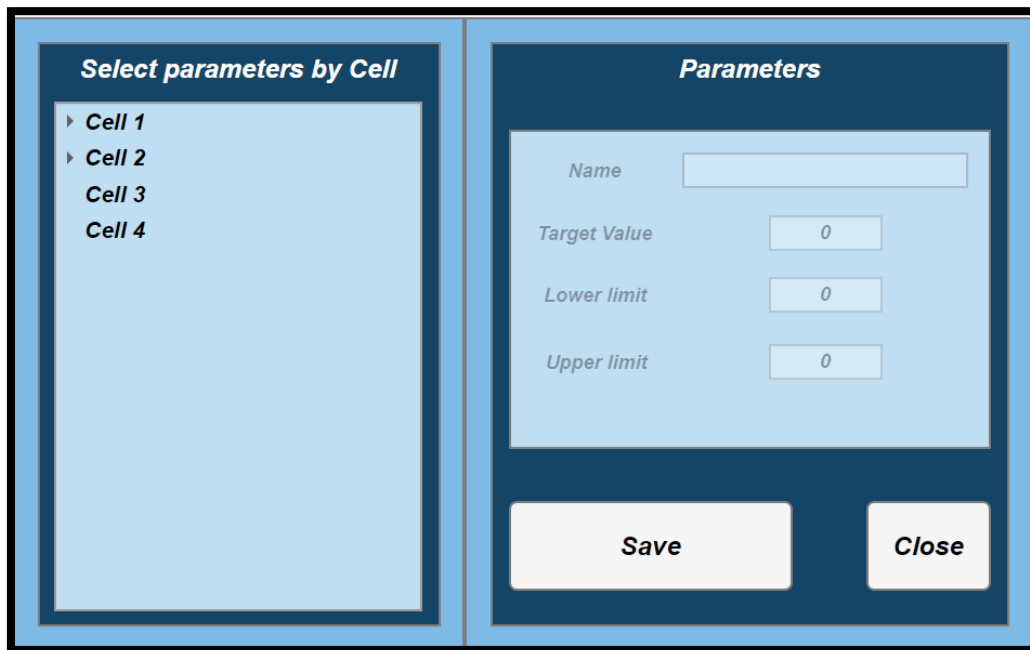 Select parameters by Cell
Cell 1
Cell 2
Cell 3
Cell 4
Parameters
Name
Target Value 0
Lower limit 0
Upper limit 0
Save Close